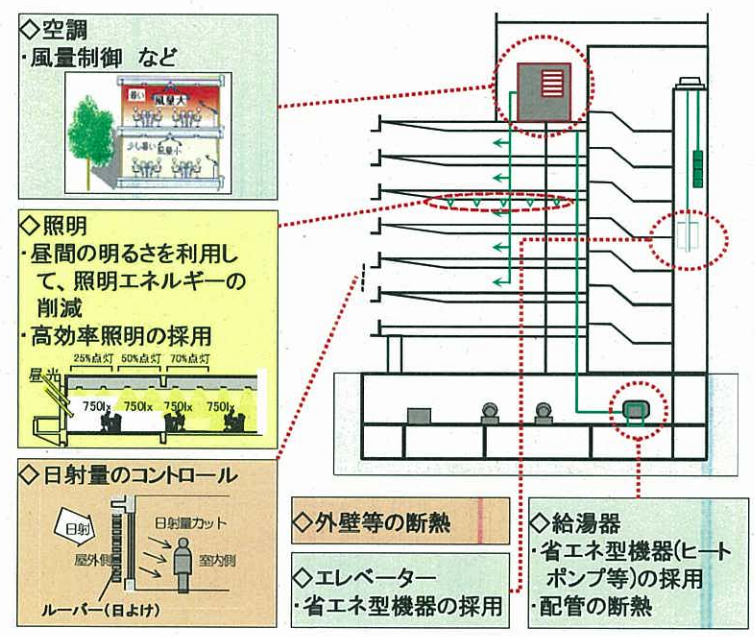 ◇空調
・風量制御 など
暑い
風量大
少し暑い
風量小
◇照明
・昼間の明るさを利用し
て、照明エネルギーの
削減
・高効率照明の採用
25%点灯 50%点灯 70%点灯
昼光
750lx 750lx 750lx 750lx
◇日射量のコントロール
日射
日射量カット
屋外側
室内側
ルーバー(日よけ)
◇外壁等の断熱
◇エレベーター
・省エネ型機器の採用
◇給湯器
・省エネ型機器(ヒート
ポンプ等)の採用
・配管の断熱